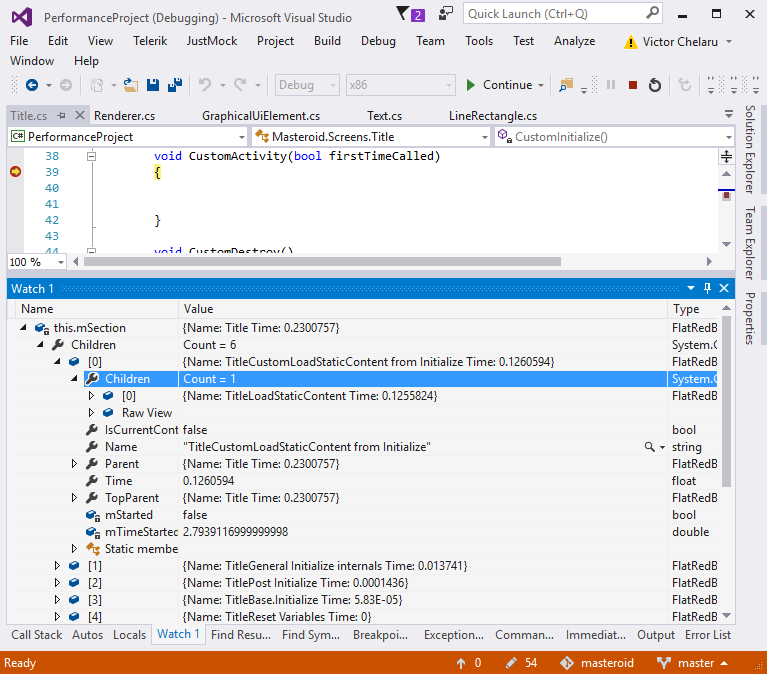 PerformanceProject (Debugging) - Microsoft Visual Studio 2 Quick Launch (Ctrl+Q)
File Edit View Telerik JustMock Project Build Debug Team Tools Test Analyze Victor Chelaru
Window Help
Debug x86 Continue
Title.cs Renderer.cs GraphicalUiElement.cs Text.cs LineRectangle.cs
C# PerformanceProject Masteroid.Screens.Title CustomInitialize()
38 void CustomActivity(bool firstTimeCalled)
39 {
40
41
42 }
43
44 void CustomDestroy()
100 %
Solution Explorer
Team Explorer
Properties
Watch 1
Name Value Type
this.mSection {Name: Title Time: 0.2300757} FlatRedB
Children Count = 6 System.C
[0] {Name: TitleCustomLoadStaticContent from Initialize Time: 0.1260594} FlatRedB
Children Count = 1 System.C
[0] {Name: TitleLoadStaticContent Time: 0.1255824} FlatRedB
Raw View
IsCurrentCont false bool
Name "TitleCustomLoadStaticContent from Initialize" string
Parent {Name: Title Time: 0.2300757} FlatRedB
Time 0.1260594 float
TopParent {Name: Title Time: 0.2300757} FlatRedB
mStarted false bool
mTimeStarted 2.7939116999999998 double
Static membe
[1] {Name: TitleGeneral Initialize internals Time: 0.013741} FlatRedB
[2] {Name: TitlePost Initialize Time: 0.0001436} FlatRedB
[3] {Name: TitleBase.Initialize Time: 5.83E-05} FlatRedB
[4] {Name: TitleReset Variables Time: 0} FlatRedB
Call Stack Autos Locals Watch 1 Find Resu... Find Sym... Breakpoi... Exception... Comman... Immediat... Output Error List
Ready 0 54 masteroid master